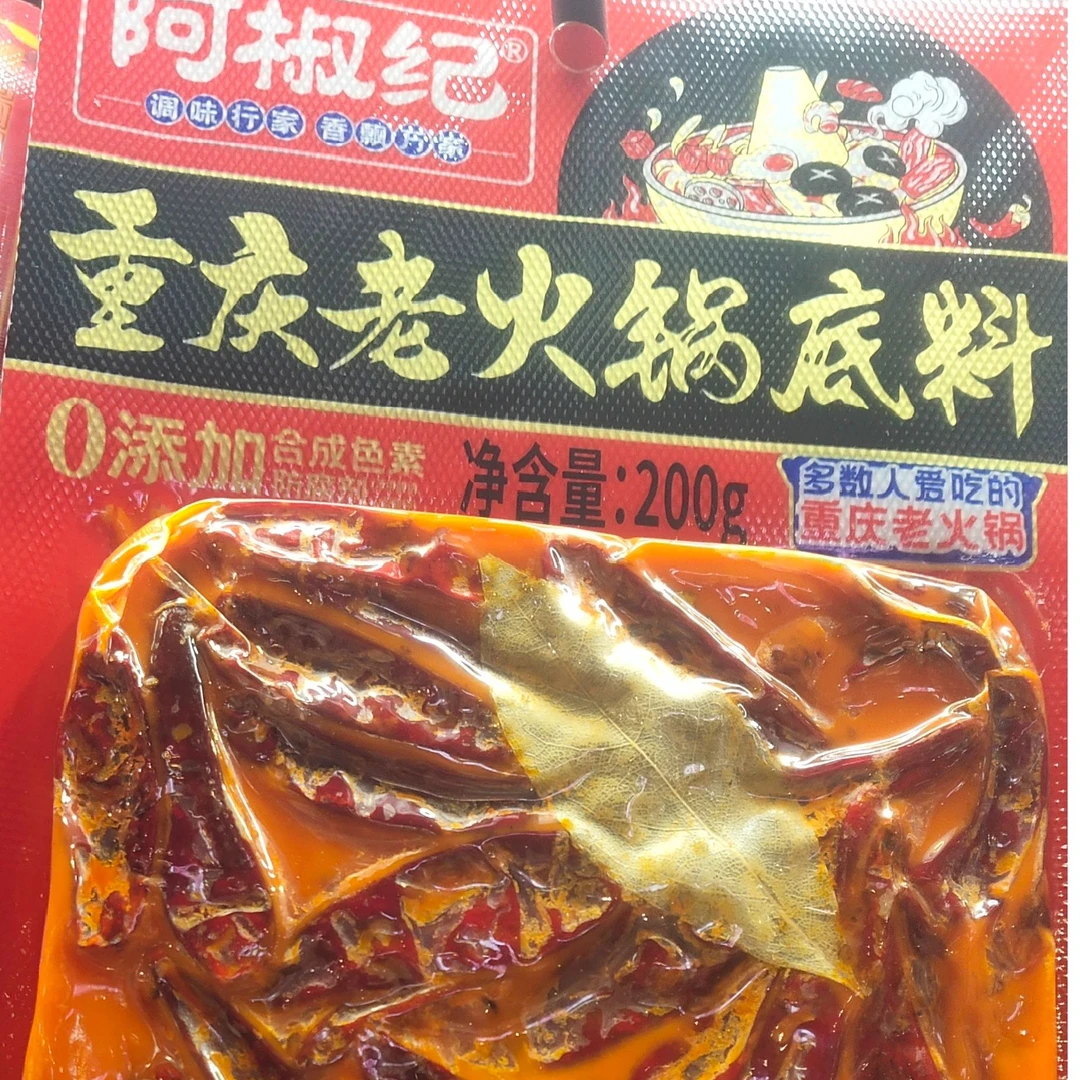 阿椒纪®
调味行家 香飘万家
重庆老火锅底料
0添加
合成色素
净含量:200g
多数人爱吃的
重庆老火锅